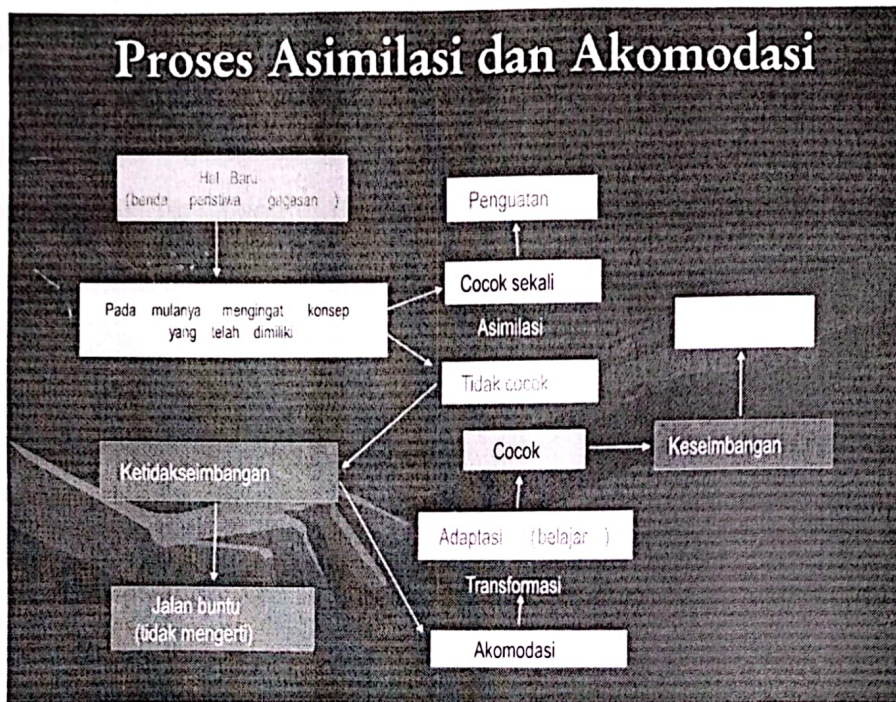 Proses Asimilasi dan Akomodasi
Hal Baru
(benda peristiwa gagasan )
Penguatan
Pada mulanya mengingat konsep
yang telah dimiliki
Cocok sekali
Asimilasi
Tidak cocok
Cocok
Keseimbangan
Ketidakseimbangan
Adaptasi (belajar )
Transformasi
Jalan buntu
(tidak mengerti)
Akomodasi